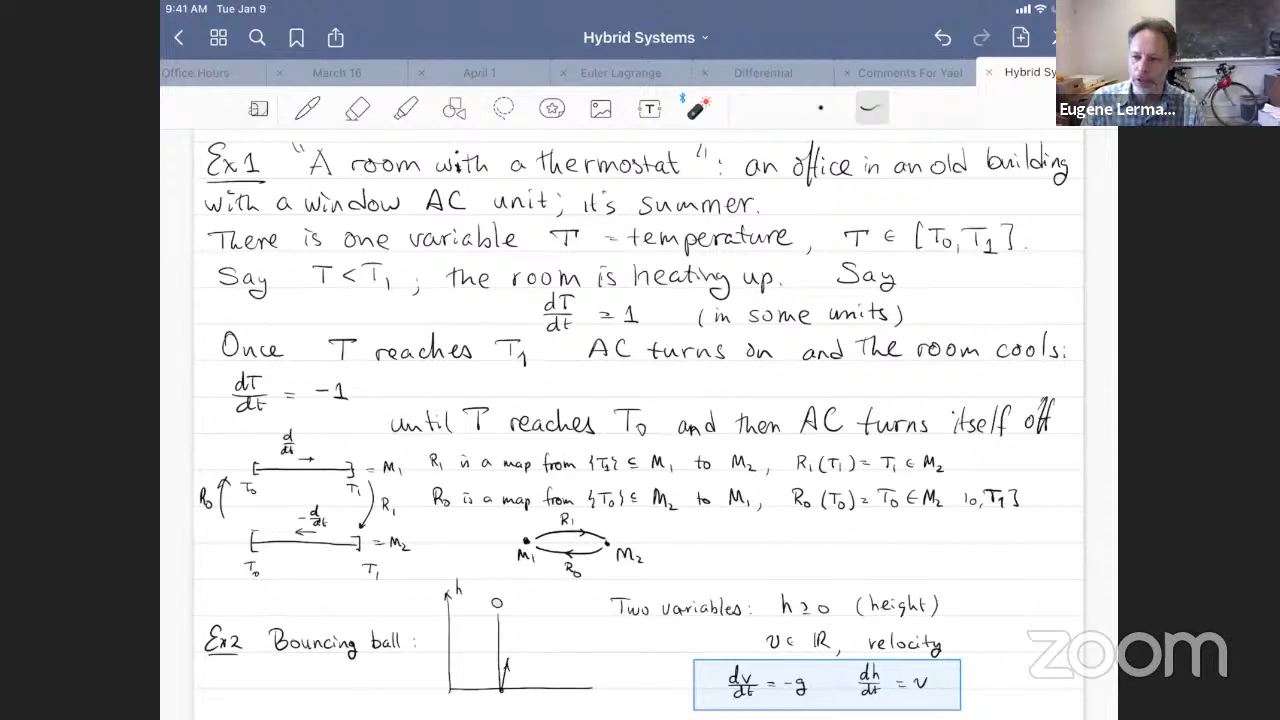 9:41 AM Tue Jan 9
Hybrid Systems
Office Hours
March 16
April 1
Euler Lagrange
Differential
Comments For Yael
Hybrid Sy
Eugene Lerma...
Ex1 "A room with a thermostat": an office in an old building
with a window AC unit; it's summer.
There is one variable T = temperature, T ∈ [T₀, T₁].
Say T < T₁; the room is heating up. Say
dT/dt = 1 (in some units)
Once T reaches T₁ AC turns on and the room cools:
dT/dt = -1
until T reaches T₀ and then AC turns itself off
d/dt →
T₀ T₁ = M₁ R₁ is a map from {T₁} ⊆ M₁ to M₂, R₁(T₁) = T₁ ∈ M₂
R₀ R₁ R₀ is a map from {T₀} ⊆ M₂ to M₁, R₀(T₀) = T₀ ∈ M₂ [0,T₁]
-d/dt ←
T₀ T₁ = M₂
R₁
M₁ M₂
R₀
h
Two variables: h ≥ 0 (height)
Ex2 Bouncing ball:
v ∈ ℝ, velocity
dv/dt = -g dh/dt = v
zoom